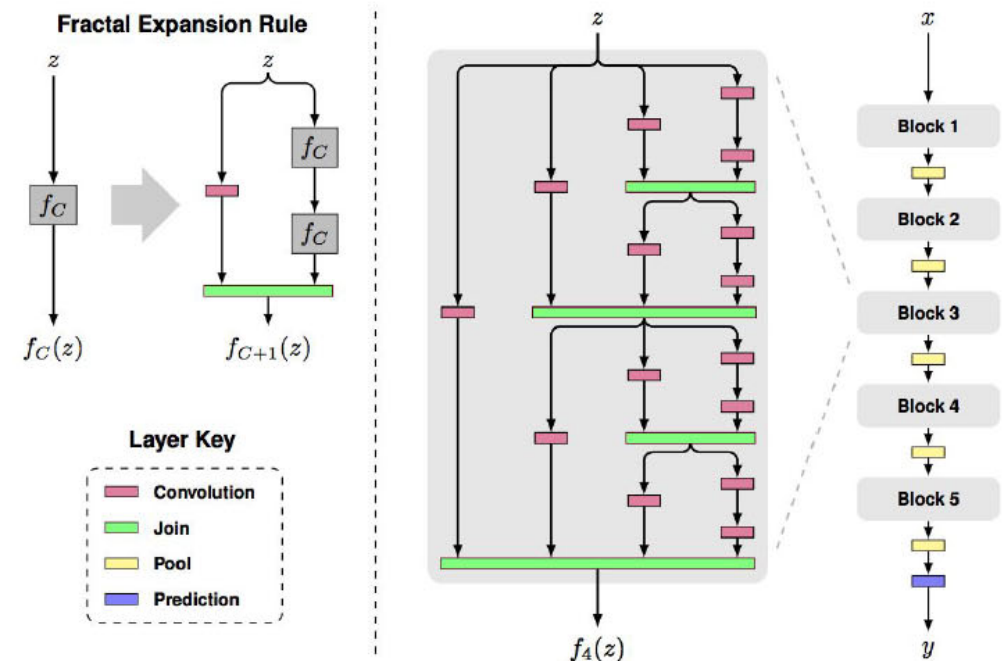 Fractal Expansion Rule
z
z
f_C
f_C
f_C
f_C(z)
f_{C+1}(z)
Layer Key
Convolution
Join
Pool
Prediction
z
f_4(z)
x
Block 1
Block 2
Block 3
Block 4
Block 5
y